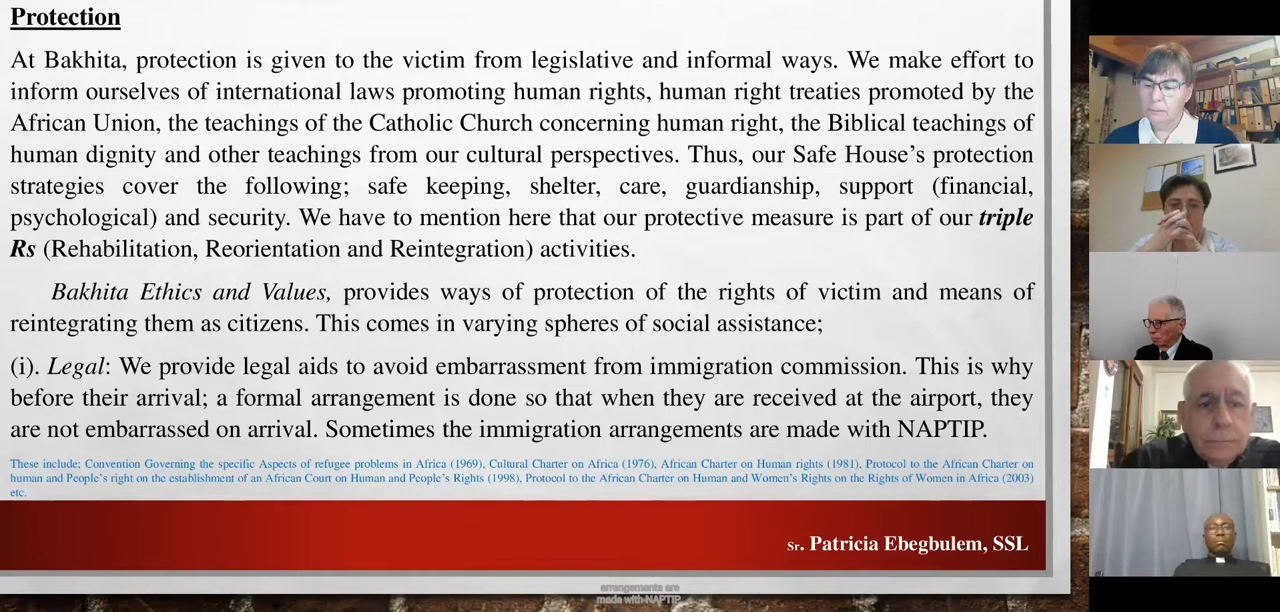 Protection
At Bakhita, protection is given to the victim from legislative and informal ways. We make effort to
inform ourselves of international laws promoting human rights, human right treaties promoted by the
African Union, the teachings of the Catholic Church concerning human right, the Biblical teachings of
human dignity and other teachings from our cultural perspectives. Thus, our Safe House's protection
strategies cover the following; safe keeping, shelter, care, guardianship, support (financial,
psychological) and security. We have to mention here that our protective measure is part of our triple
Rs (Rehabilitation, Reorientation and Reintegration) activities.
Bakhita Ethics and Values, provides ways of protection of the rights of victim and means of
reintegrating them as citizens. This comes in varying spheres of social assistance;
(i). Legal: We provide legal aids to avoid embarrassment from immigration commission. This is why
before their arrival; a formal arrangement is done so that when they are received at the airport, they
are not embarrassed on arrival. Sometimes the immigration arrangements are made with NAPTIP.
These include; Convention Governing the specific Aspects of refugee problems in Africa (1969), Cultural Charter on Africa (1976), African Charter on Human rights (1981), Protocol to the African Charter on
human and People's right on the establishment of an African Court on Human and People's Rights (1998), Protocol to the African Charter on Human and Women's Rights on the Rights of Women in Africa (2003)
etc.
Sr. Patricia Ebegbulem, SSL
arrangements are
made with NAPTIP.